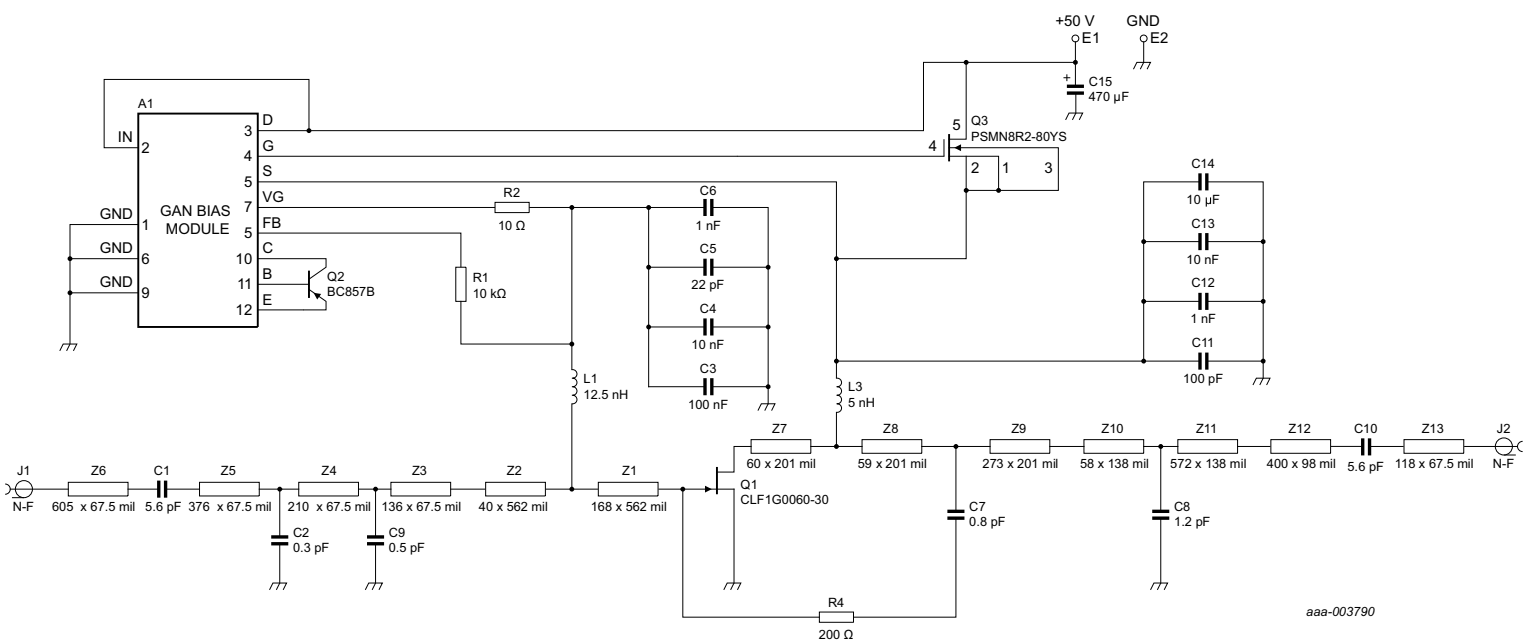 +50 V
GND
E1
E2
+
C15
470 µF
A1
IN
2
GND
1
GND
6
GND
9
GAN BIAS
MODULE
3
D
4
G
5
S
7
VG
5
FB
10
C
11
B
12
E
Q2
BC857B
R2
10 Ω
R1
10 kΩ
C6
1 nF
C5
22 pF
C4
10 nF
C3
100 nF
5
Q3
PSMN8R2-80YS
4
2
1
3
C14
10 µF
C13
10 nF
C12
1 nF
C11
100 pF
L1
12.5 nH
L3
5 nH
Z7
60 x 201 mil
Z8
59 x 201 mil
Z9
273 x 201 mil
Z10
58 x 138 mil
Z11
572 x 138 mil
Z12
400 x 98 mil
C10
5.6 pF
Z13
118 x 67.5 mil
J2
N-F
J1
N-F
Z6
605 x 67.5 mil
C1
5.6 pF
Z5
376 x 67.5 mil
Z4
210 x 67.5 mil
Z3
136 x 67.5 mil
Z2
40 x 562 mil
Z1
168 x 562 mil
Q1
CLF1G0060-30
C2
0.3 pF
C9
0.5 pF
C7
0.8 pF
C8
1.2 pF
R4
200 Ω
aaa-003790